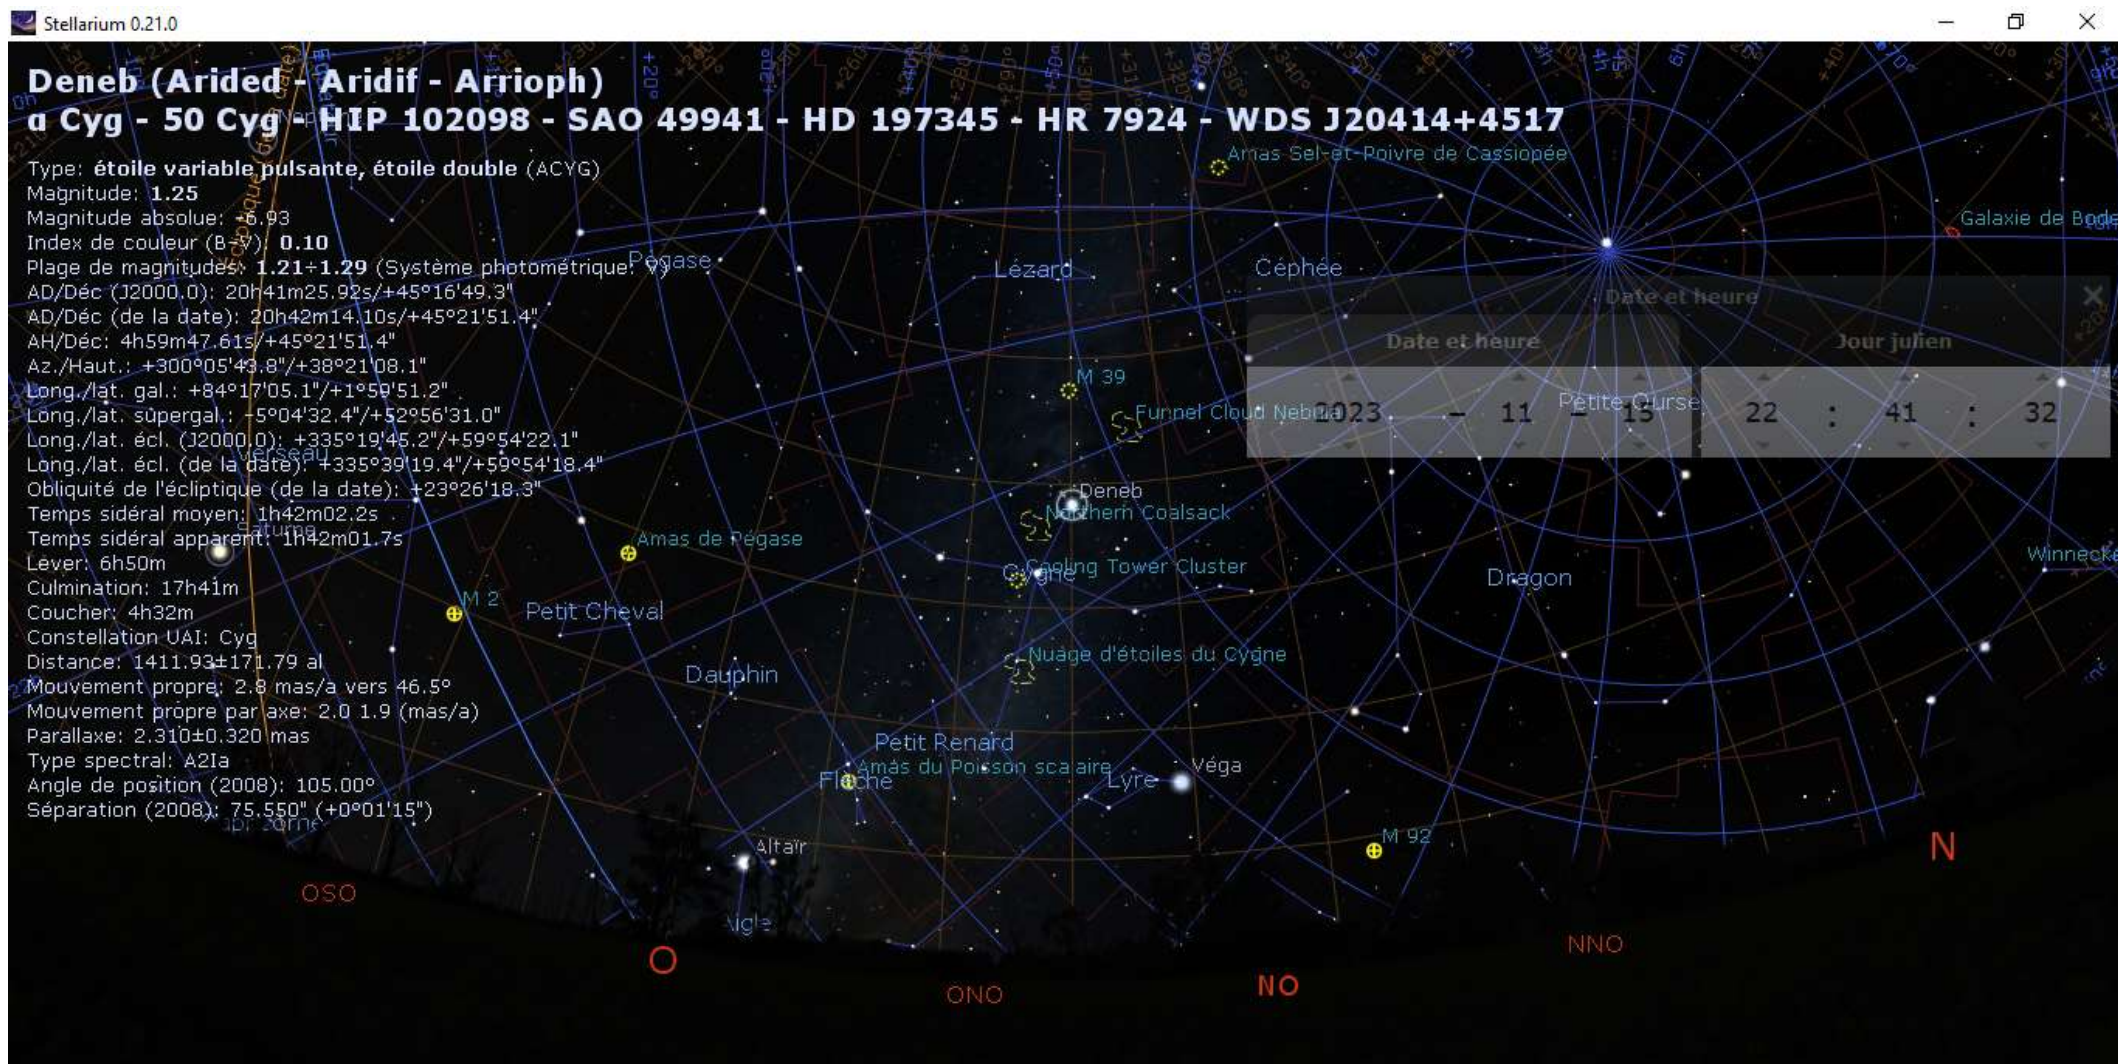 Stellarium 0.21.0
Deneb (Arided - Aridif - Arrioph)
α Cyg - 50 Cyg - HIP 102098 - SAO 49941 - HD 197345 - HR 7924 - WDS J20414+4517
Type: étoile variable pulsante, étoile double (ACYG)
Magnitude: 1.25
Magnitude absolue: -6.93
Index de couleur (B-V): 0.10
Plage de magnitudes: 1.21÷1.29 (Système photométrique: V)
AD/Déc (J2000.0): 20h41m25.92s/+45°16'49.3"
AD/Déc (de la date): 20h42m14.10s/+45°21'51.4"
AH/Déc: 4h59m47.61s/+45°21'51.4"
Az./Haut.: +300°05'43.8"/+38°21'08.1"
Long./lat. gal.: +84°17'05.1"/+1°59'51.2"
Long./lat. supergal.: -5°04'32.4"/+52°56'31.0"
Long./lat. écl. (J2000.0): +335°19'45.2"/+59°54'22.1"
Long./lat. écl. (de la date): +335°39'19.4"/+59°54'18.4"
Obliquité de l'écliptique (de la date): +23°26'18.3"
Temps sidéral moyen: 1h42m02.2s
Temps sidéral apparent: 1h42m01.7s
Lever: 6h50m
Culmination: 17h41m
Coucher: 4h32m
Constellation UAI: Cyg
Distance: 1411.93±171.79 al
Mouvement propre: 2.8 mas/a vers 46.5°
Mouvement propre par axe: 2.0 1.9 (mas/a)
Parallaxe: 2.310±0.320 mas
Type spectral: A2Ia
Angle de position (2008): 105.00°
Séparation (2008): 75.550" (+0°01'15")
Amas Sel-et-Poivre de Cassiopée
Galaxie de Bode
Pégase
Lézard
Céphée
Date et heure
Date et heure
Jour julien
2023 - 11 - 15
22 : 41 : 32
Petite Ourse
M 39
Funnel Cloud Nebula
Verseau
Deneb
Northern Coalsack
Saturne
Amas de Pégase
Cygne
Cooling Tower Cluster
Dragon
Winnecke
M 2
Petit Cheval
Nuage d'étoiles du Cygne
Dauphin
Petit Renard
Amas du Poisson scalaire
Flèche
Lyre
Véga
Altaïr
M 92
N
OSO
Aigle
O
NNO
NO
ONO